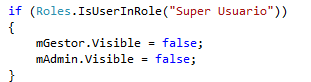 if (Roles.IsUserInRole("Super Usuario"))
{
mGestor.Visible = false;
mAdmin.Visible = false;
}